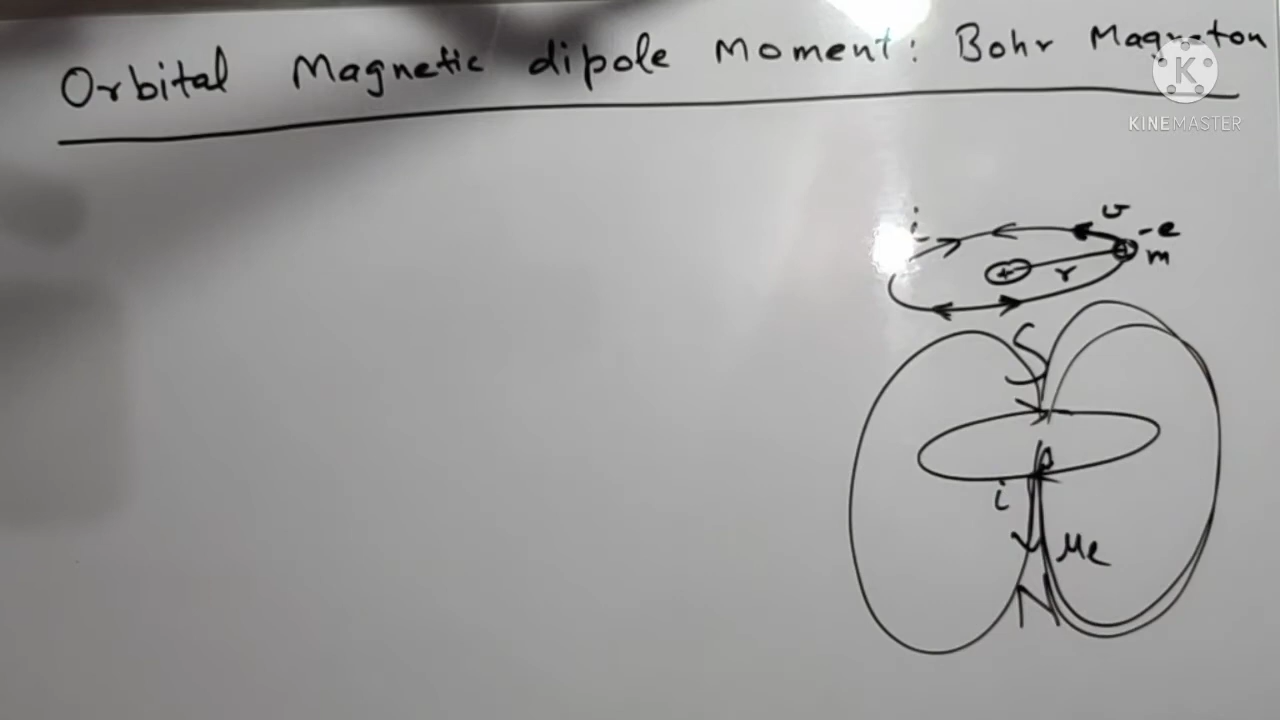 Orbital Magnetic dipole Moment: Bohr Magneton
K
KINEMASTER
i
v
-e
m
+
r
S
i
μe
N